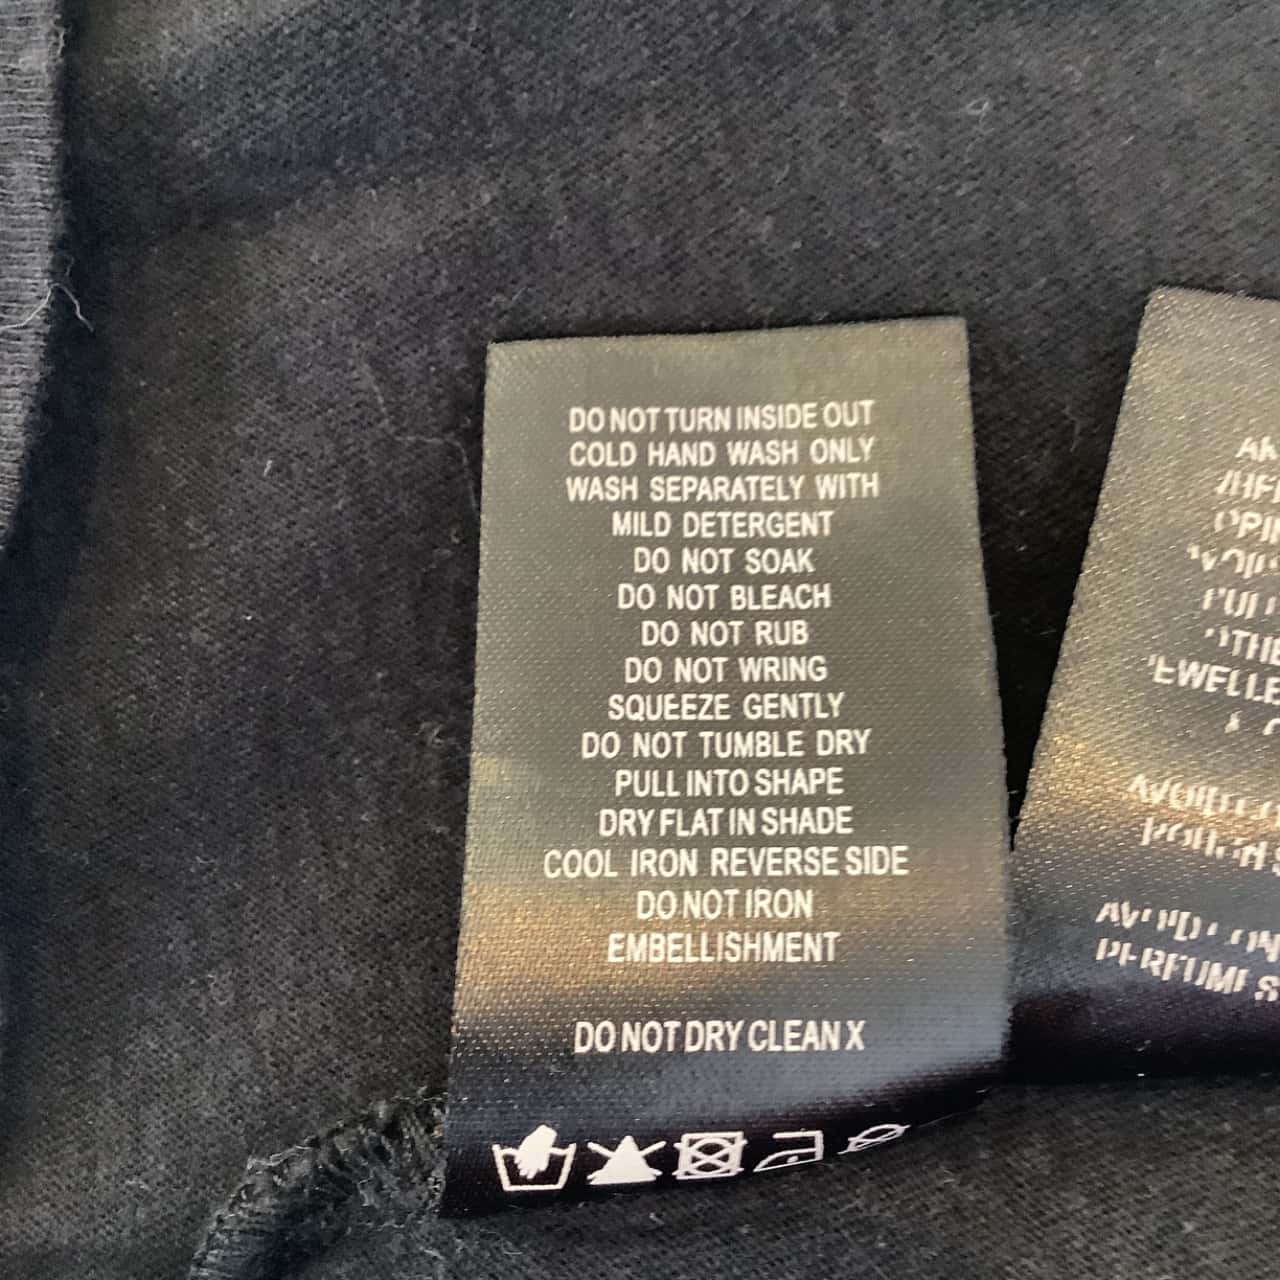 DO NOT TURN INSIDE OUT
COLD HAND WASH ONLY
WASH SEPARATELY WITH
MILD DETERGENT
DO NOT SOAK
DO NOT BLEACH
DO NOT RUB
DO NOT WRING
SQUEEZE GENTLY
DO NOT TUMBLE DRY
PULL INTO SHAPE
DRY FLAT IN SHADE
COOL IRON REVERSE SIDE
DO NOT IRON
EMBELLISHMENT
DO NOT DRY CLEAN X
AVOID
PERFUMES